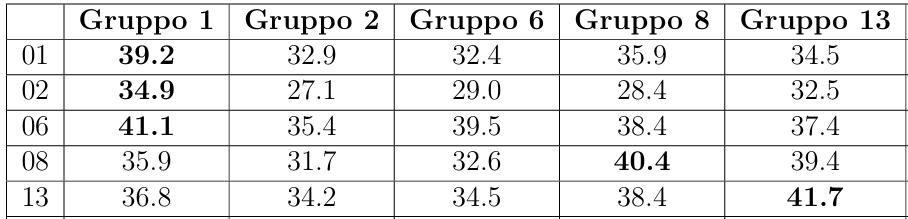 Gruppo 1 Gruppo 2 Gruppo 6 Gruppo 8 Gruppo 13
01 39.2 32.9 32.4 35.9 34.5
02 34.9 27.1 29.0 28.4 32.5
06 41.1 35.4 39.5 38.4 37.4
08 35.9 31.7 32.6 40.4 39.4
13 36.8 34.2 34.5 38.4 41.7